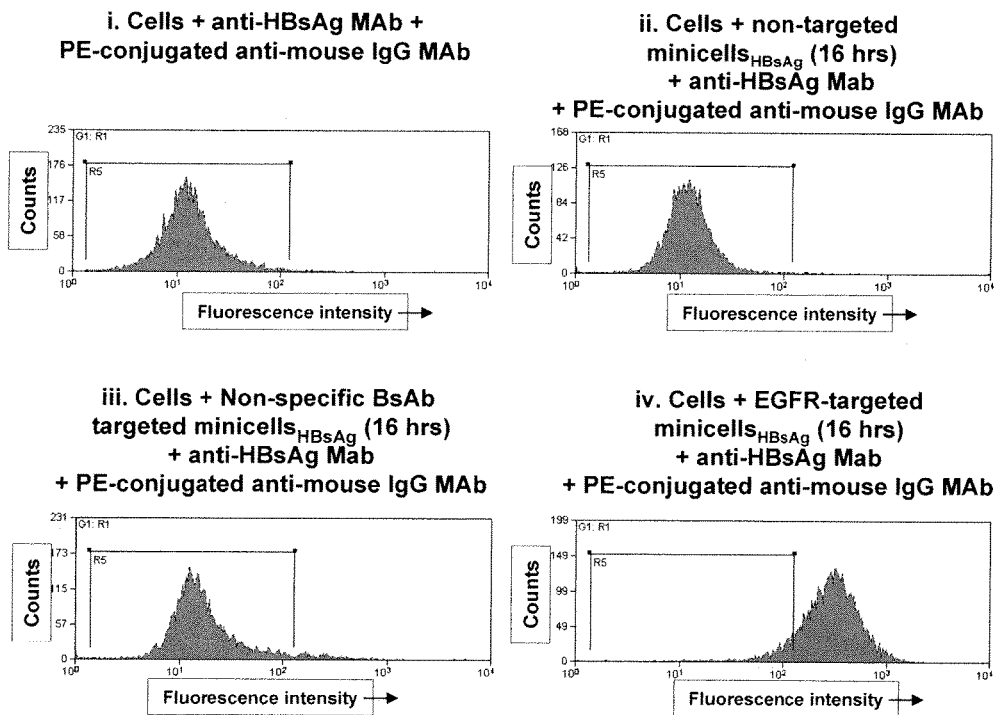 i. Cells + anti-HBsAg MAb +
PE-conjugated anti-mouse IgG MAb
235
176
117
58
0
G1: R1
R5
Counts
10⁰
10¹
10²
10³
10⁴
Fluorescence intensity
ii. Cells + non-targeted
minicellsHBsAg (16 hrs)
+ anti-HBsAg Mab
+ PE-conjugated anti-mouse IgG MAb
168
126
84
42
0
G1: R1
R5
Counts
10⁰
10¹
10²
10³
10⁴
Fluorescence intensity
iii. Cells + Non-specific BsAb
targeted minicellsHBsAg (16 hrs)
+ anti-HBsAg Mab
+ PE-conjugated anti-mouse IgG MAb
231
173
115
57
0
G1: R1
R5
Counts
10⁰
10¹
10²
10³
10⁴
Fluorescence intensity
iv. Cells + EGFR-targeted
minicellsHBsAg (16 hrs)
+ anti-HBsAg Mab
+ PE-conjugated anti-mouse IgG MAb
199
149
99
49
0
G1: R1
R5
Counts
10⁰
10¹
10²
10³
10⁴
Fluorescence intensity